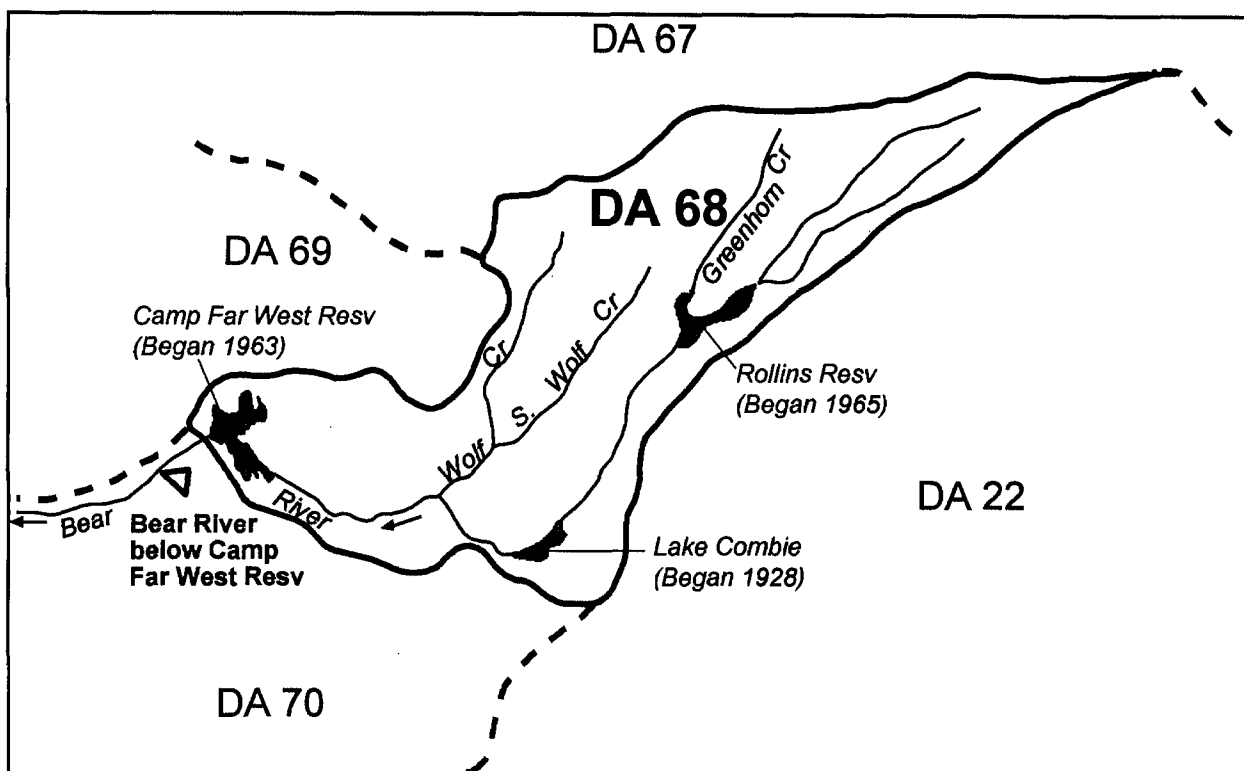 DA 67
DA 68
Greenhorn Cr
DA 69
Camp Far West Resv
(Began 1963)
Wolf Cr
S. Wolf Cr
Rollins Resv
(Began 1965)
Bear River
Bear River
below Camp
Far West Resv
Lake Combie
(Began 1928)
DA 22
DA 70